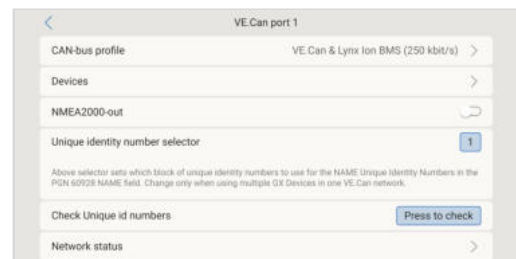 VE.Can port 1
CAN-bus profile VE.Can & Lynx Ion BMS (250 kbit/s)
Devices
NMEA2000-out
Unique identity number selector 1
Above selector sets which block of unique identity numbers to use for the NAME Unique Identity Numbers in the
PGN 60928 NAME field. Change only when using multiple GX Devices in one VE.Can network.
Check Unique id numbers Press to check
Network status